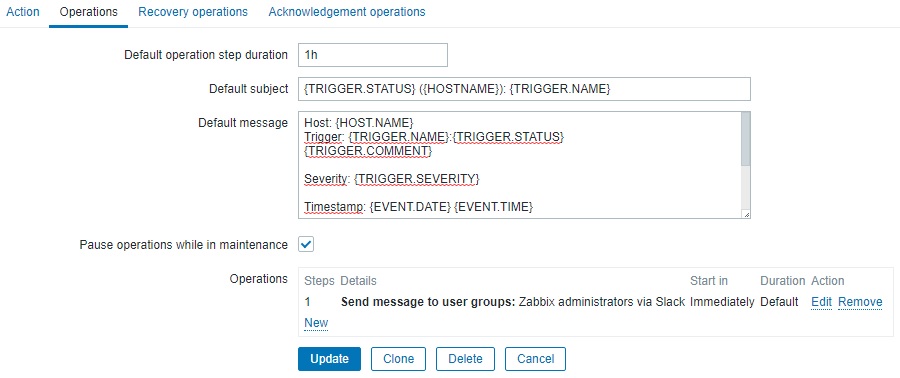 Action Operations Recovery operations Acknowledgement operations
Default operation step duration 1h
Default subject {TRIGGER.STATUS} ({HOSTNAME}): {TRIGGER.NAME}
Default message Host: {HOST.NAME}
Trigger: {TRIGGER.NAME}:{TRIGGER.STATUS}
{TRIGGER.COMMENT}
Severity: {TRIGGER.SEVERITY}
Timestamp: {EVENT.DATE} {EVENT.TIME}
Pause operations while in maintenance
Operations Steps Details Start in Duration Action
1 Send message to user groups: Zabbix administrators via Slack Immediately Default Edit Remove
New
Update Clone Delete Cancel